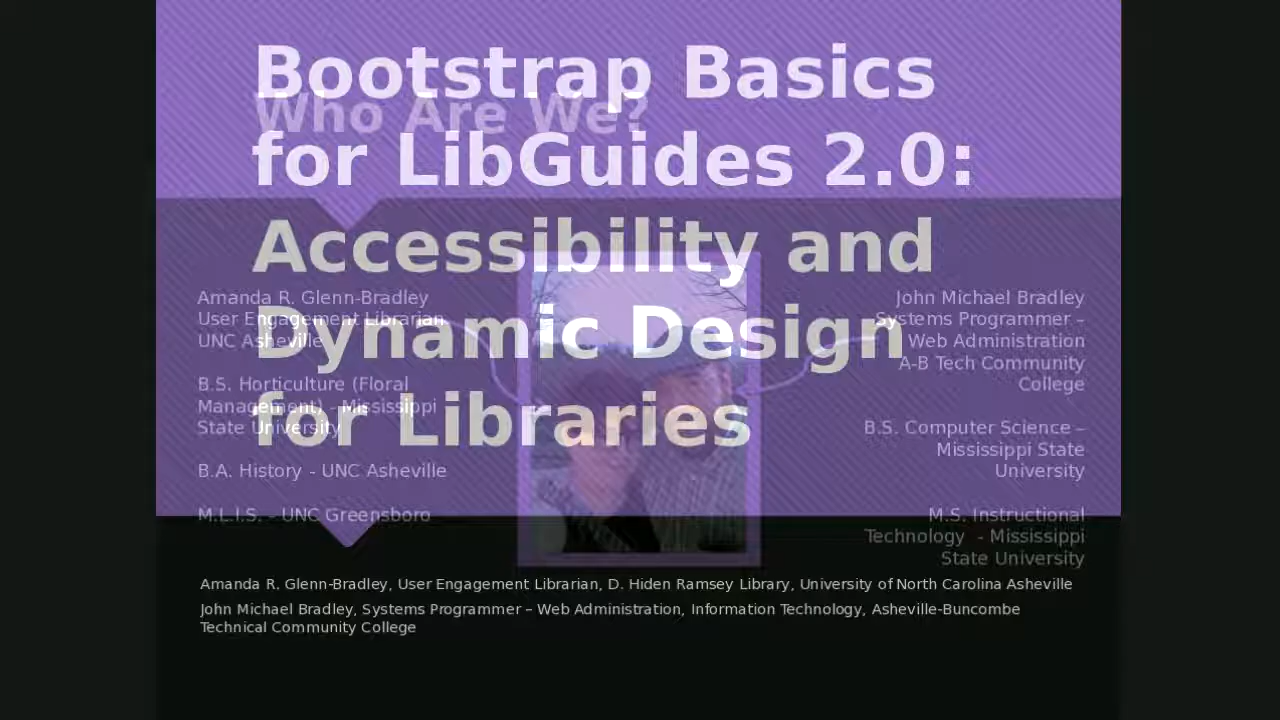 Bootstrap Basics
for LibGuides 2.0:
Accessibility and
Dynamic Design
for Libraries
Who Are We?
Amanda R. Glenn-Bradley
User Engagement Librarian
UNC Asheville
B.S. Horticulture (Floral
Management) - Mississippi
State University
B.A. History - UNC Asheville
M.L.I.S. - UNC Greensboro
John Michael Bradley
Systems Programmer –
Web Administration
A-B Tech Community
College
B.S. Computer Science –
Mississippi State
University
M.S. Instructional
Technology - Mississippi
State University
Amanda R. Glenn-Bradley, User Engagement Librarian, D. Hiden Ramsey Library, University of North Carolina Asheville
John Michael Bradley, Systems Programmer – Web Administration, Information Technology, Asheville-Buncombe
Technical Community College